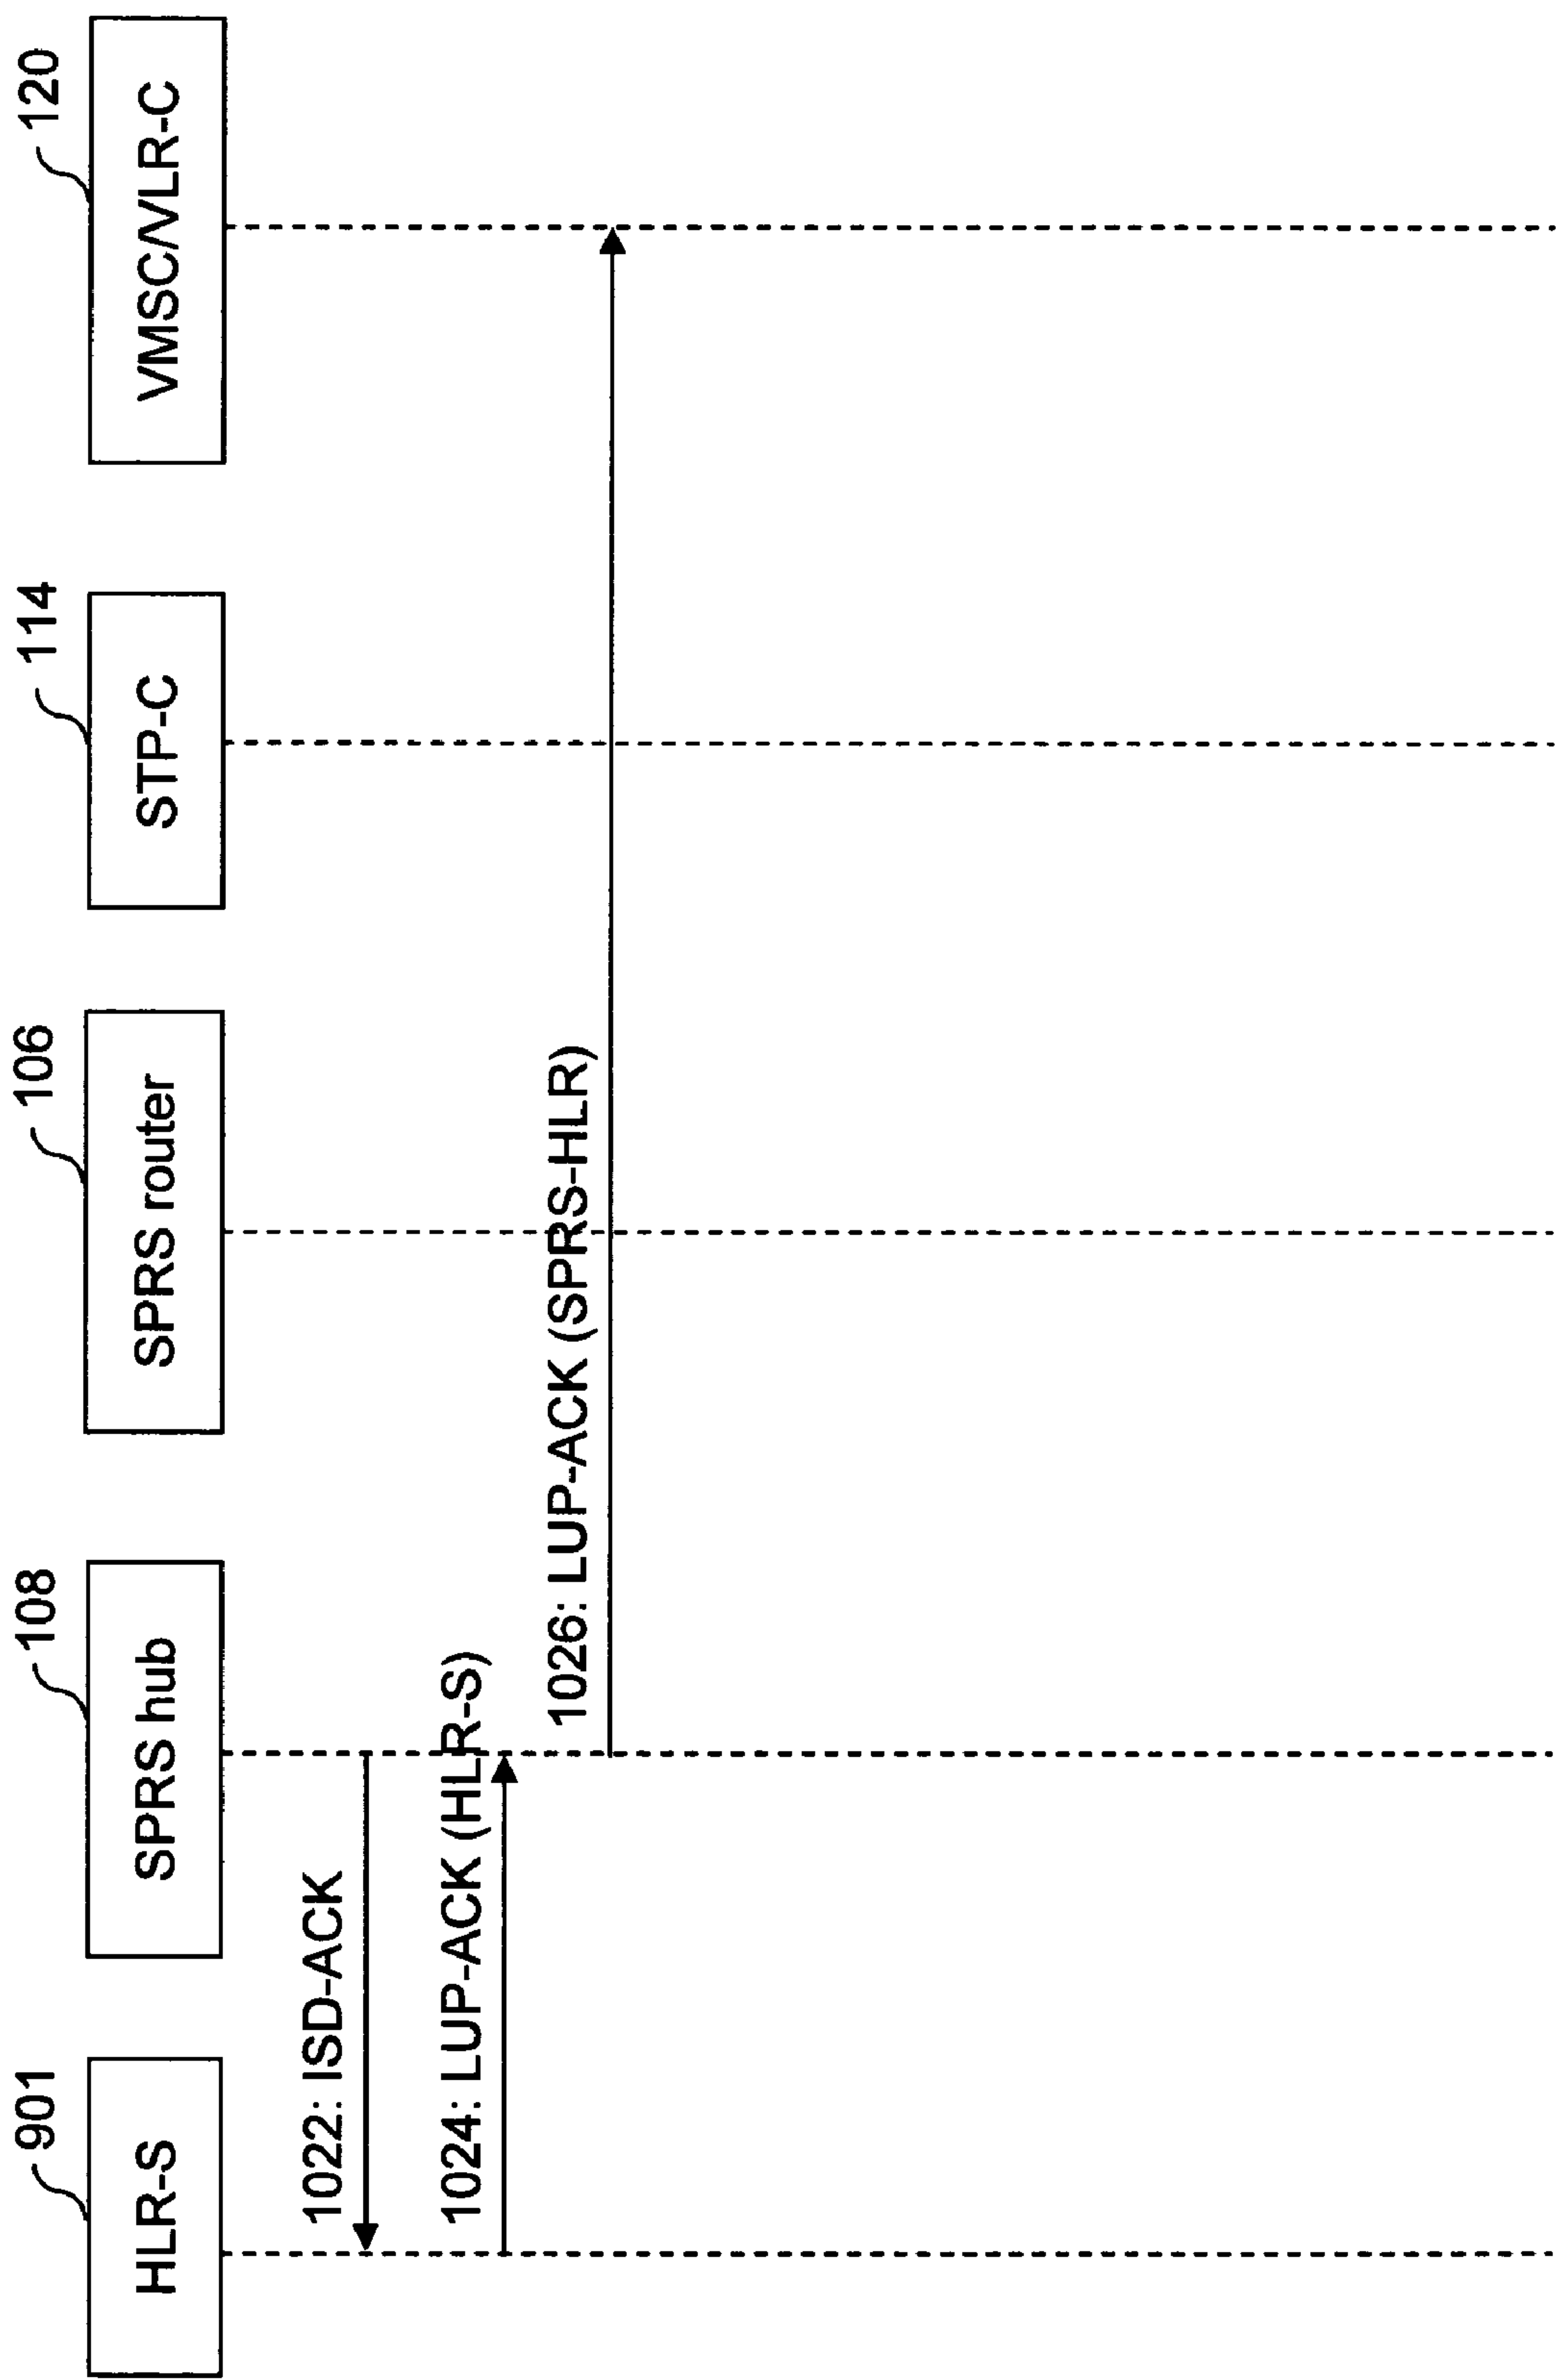 901
108
106
114
120
HLR-S
SPRS hub
SPRS router
STP-C
VMSC/VLR-C
1022: ISD-ACK
1024: LUP-ACK (HLR-S)
1026: LUP-ACK (SPRS-HLR)